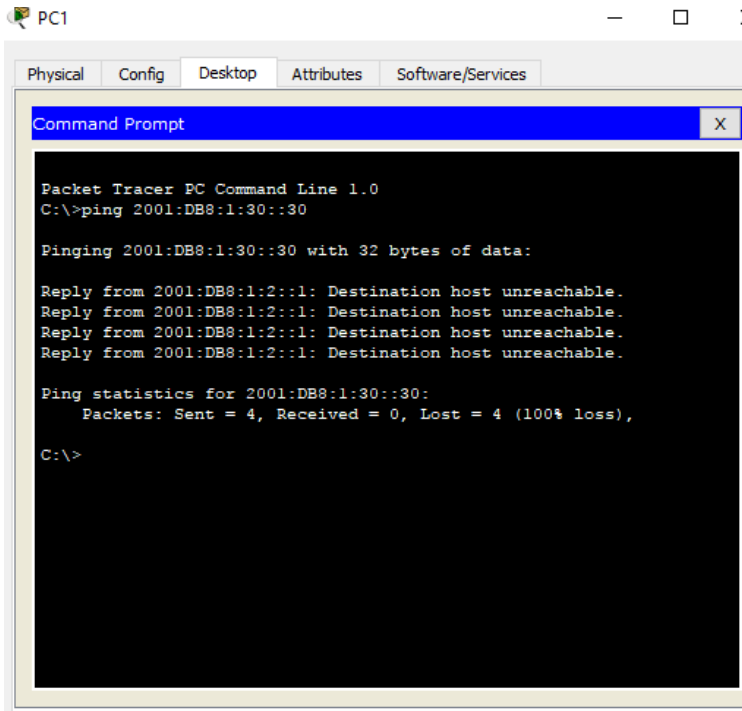 PC1
Physical Config Desktop Attributes Software/Services
Command Prompt X
Packet Tracer PC Command Line 1.0
C:\>ping 2001:DB8:1:30::30
Pinging 2001:DB8:1:30::30 with 32 bytes of data:
Reply from 2001:DB8:1:2::1: Destination host unreachable.
Reply from 2001:DB8:1:2::1: Destination host unreachable.
Reply from 2001:DB8:1:2::1: Destination host unreachable.
Reply from 2001:DB8:1:2::1: Destination host unreachable.
Ping statistics for 2001:DB8:1:30::30:
Packets: Sent = 4, Received = 0, Lost = 4 (100% loss),
C:\>